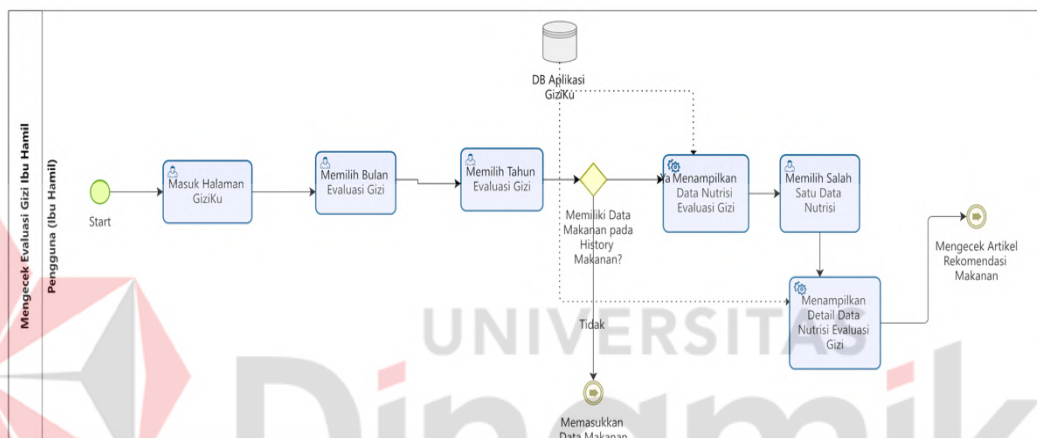 Mengecek Evaluasi Gizi Ibu Hamil
Pengguna (Ibu Hamil)
DB Aplikasi
GiziKu
Start
Masuk Halaman
GiziKu
Memilih Bulan
Evaluasi Gizi
Memilih Tahun
Evaluasi Gizi
Memiliki Data
Makanan pada
History
Makanan?
Ya
Menampilkan
Data Nutrisi
Evaluasi Gizi
Memilih Salah
Satu Data
Nutrisi
Mengecek Artikel
Rekomendasi
Makanan
Menampilkan
Detail Data
Nutrisi Evaluasi
Gizi
Tidak
Memasukkan
Data Makanan
UNIVERSITAS
Dinamik